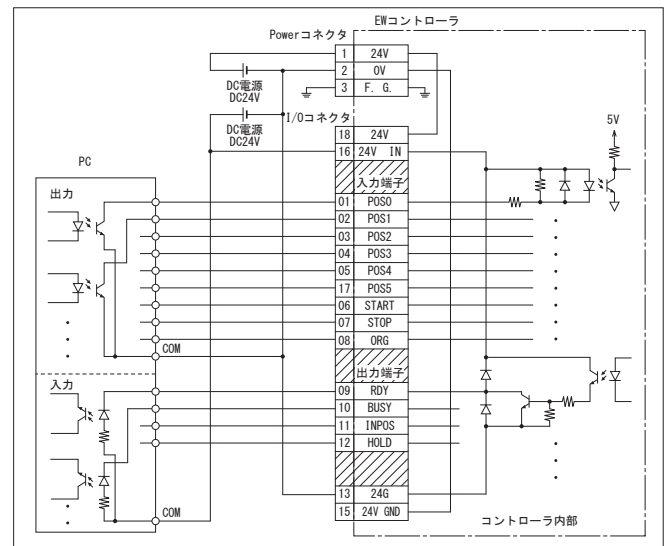 EWコントローラ
Powerコネクタ
1 24V
2 0V
3 F. G.
DC電源
DC24V
DC電源
DC24V
I/Oコネクタ
5V
18 24V
16 24V IN
入力端子
PC
出力
01 POS0
02 POS1
03 POS2
04 POS3
05 POS4
17 POS5
06 START
07 STOP
08 ORG
COM
出力端子
入力
09 RDY
10 BUSY
11 INPOS
12 HOLD
13 24G
15 24V GND
COM
コントローラ内部